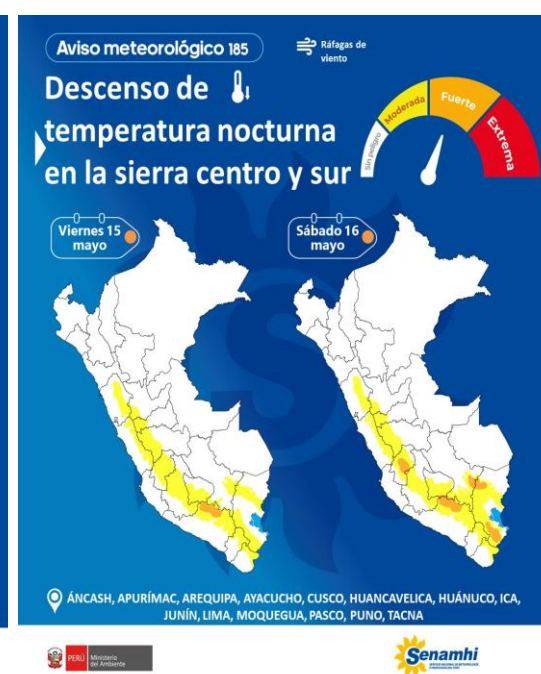 Aviso meteorológico 185
Ráfagas de
viento
Descenso de
temperatura nocturna
en la sierra centro y sur
Sin peligro
Moderada
Fuerte
Extrema
Viernes 15
mayo
Sábado 16
mayo
ÁNCASH, APURÍMAC, AREQUIPA, AYACUCHO, CUSCO, HUANCAVELICA, HUÁNUCO, ICA,
JUNÍN, LIMA, MOQUEGUA, PASCO, PUNO, TACNA
PERÚ
Ministerio
del Ambiente
Senamhi